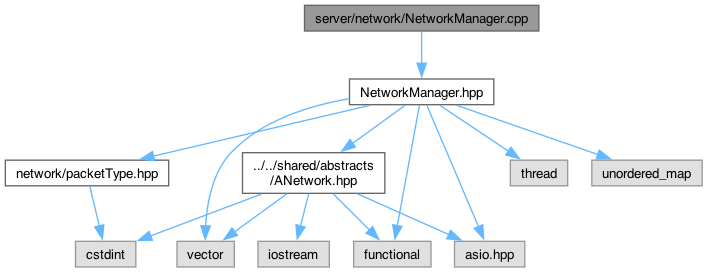 server/network/NetworkManager.cpp
NetworkManager.hpp
network/packetType.hpp
../../shared/abstracts
/ANetwork.hpp
thread
unordered_map
cstdint
vector
iostream
functional
asio.hpp